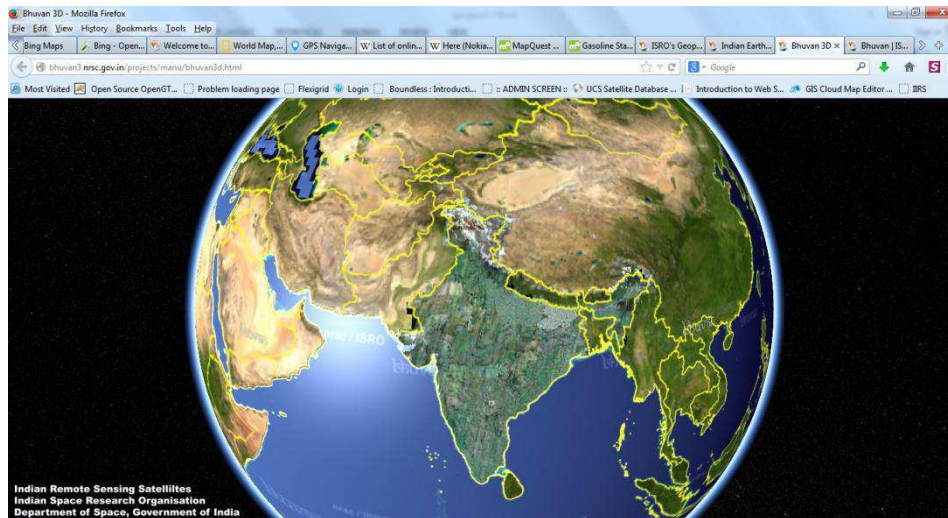 Bhuvan 3D - Mozilla Firefox
File Edit View History Bookmarks Tools Help
Bing Maps Bing - Open... Welcome to... World Map,... GPS Naviga... W List of onlin... W Here (Nokia... MapQuest ... Gasoline Sta... ISRO's Geop... Indian Earth... Bhuvan 3D × Bhuvan | IS...
bhuvan3.nrsc.gov.in/projects/manu/bhuvan3d.html Google S
Most Visited Open Source OpenGT... Problem loading page Flexigrid Login Boundless : Introducti... :: ADMIN SCREEN :: UCS Satellite Database ... Introduction to Web S... GIS Cloud Map Editor ... IIRS
nrsc / ISRO
bhuvan
Indian Remote Sensing Satelliltes
Indian Space Research Organisation
Department of Space, Government of India